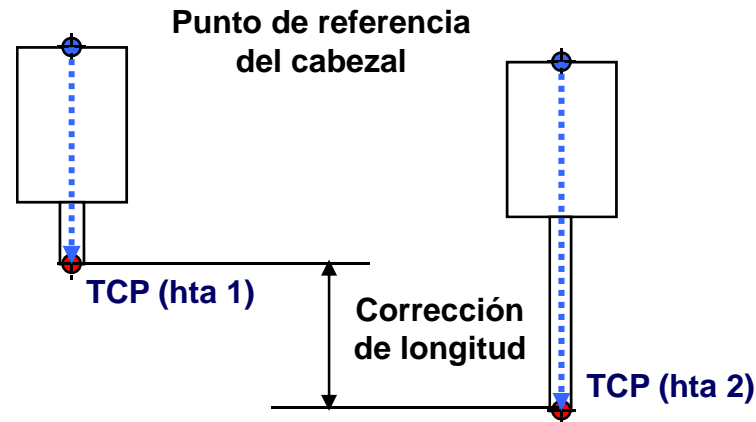 Punto de referencia
del cabezal
TCP (hta 1)
Corrección
de longitud
TCP (hta 2)